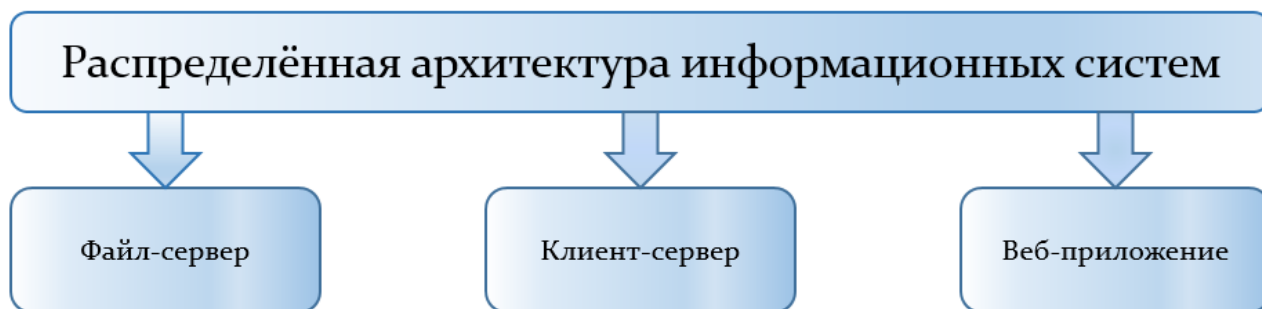 Распределённая архитектура информационных систем
Файл-сервер
Клиент-сервер
Веб-приложение